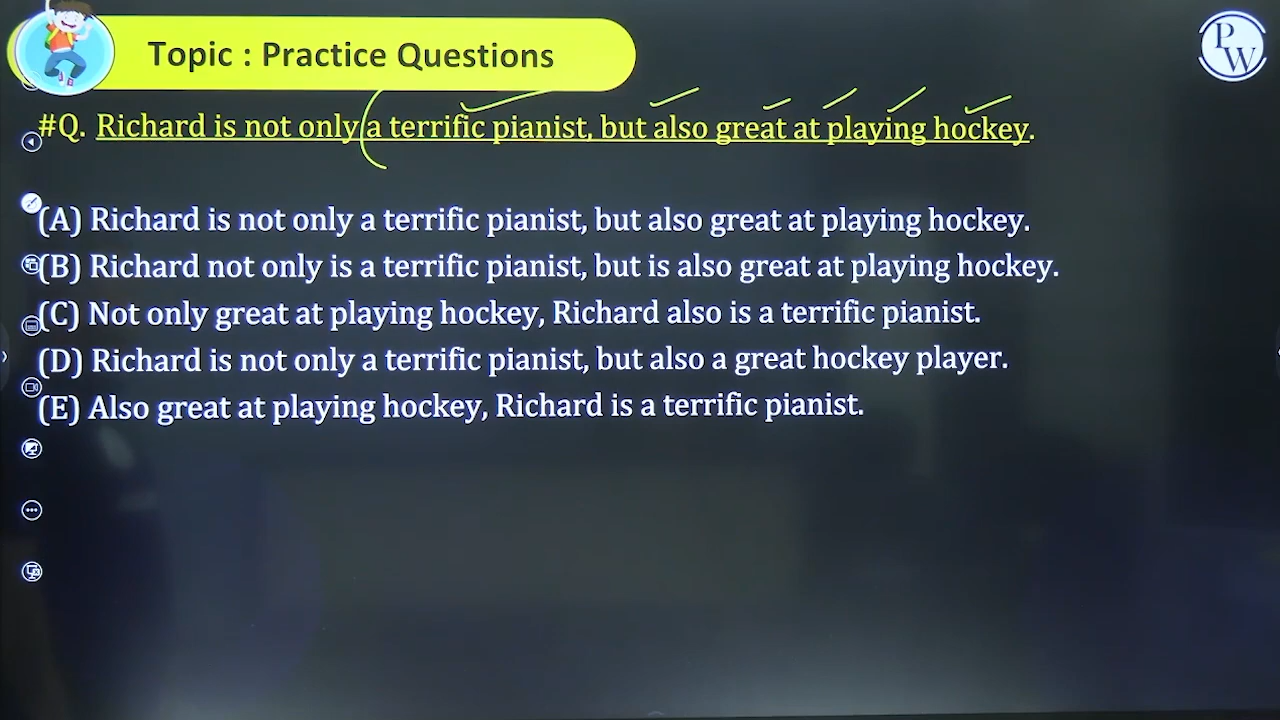 Topic : Practice Questions
P
W
#Q. Richard is not only a terrific pianist, but also great at playing hockey.
(A) Richard is not only a terrific pianist, but also great at playing hockey.
(B) Richard not only is a terrific pianist, but is also great at playing hockey.
(C) Not only great at playing hockey, Richard also is a terrific pianist.
(D) Richard is not only a terrific pianist, but also a great hockey player.
(E) Also great at playing hockey, Richard is a terrific pianist.